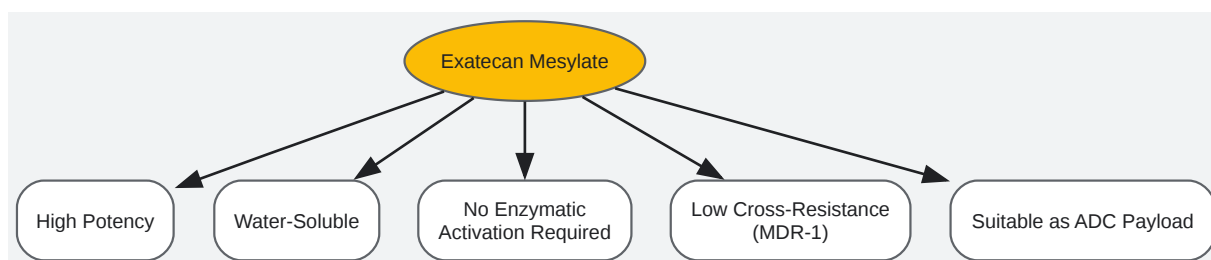 Exatecan Mesylate
High Potency
Water-Soluble
No Enzymatic
Activation Required
Low Cross-Resistance
(MDR-1)
Suitable as ADC Payload